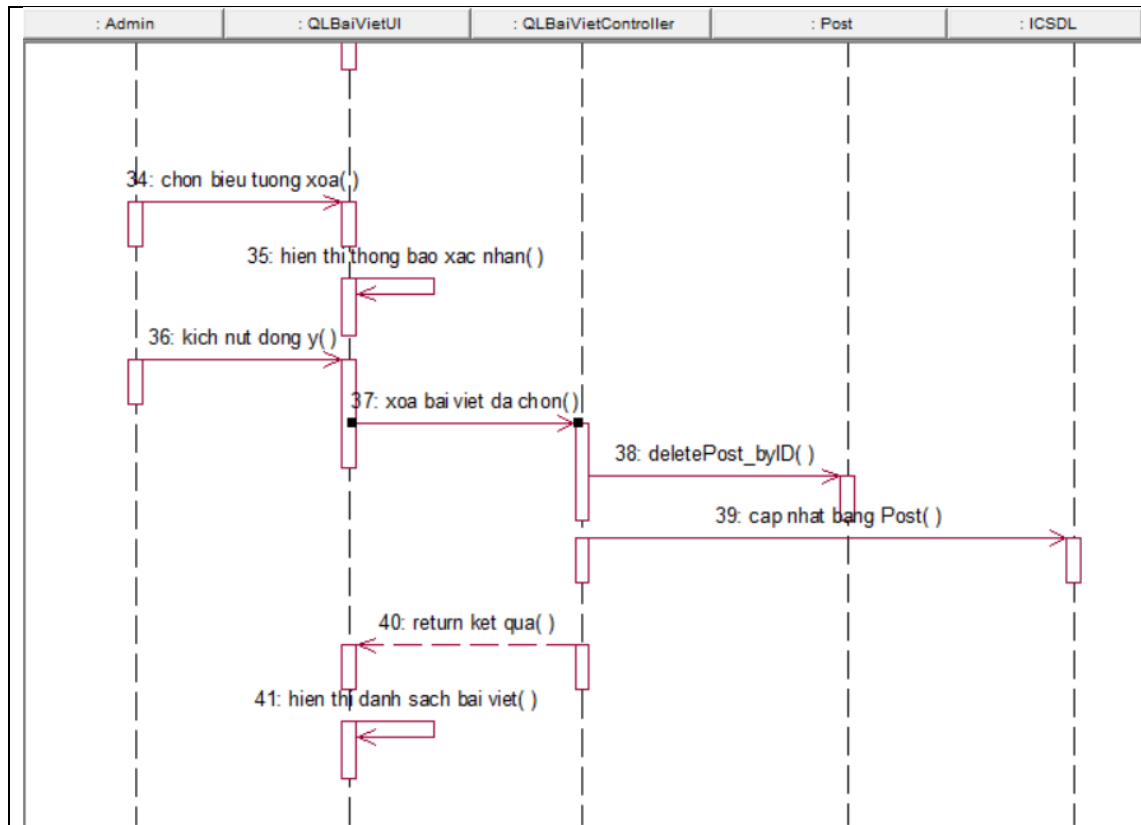 : Admin
: QLBaiVietUI
: QLBaiVietController
: Post
: ICSDL
34: chon bieu tuong xoa( )
35: hien thi thong bao xac nhan( )
36: kich nut dong y( )
37: xoa bai viet da chon( )
38: deletePost_byID( )
39: cap nhat bang Post( )
40: return ket qua( )
41: hien thi danh sach bai viet( )